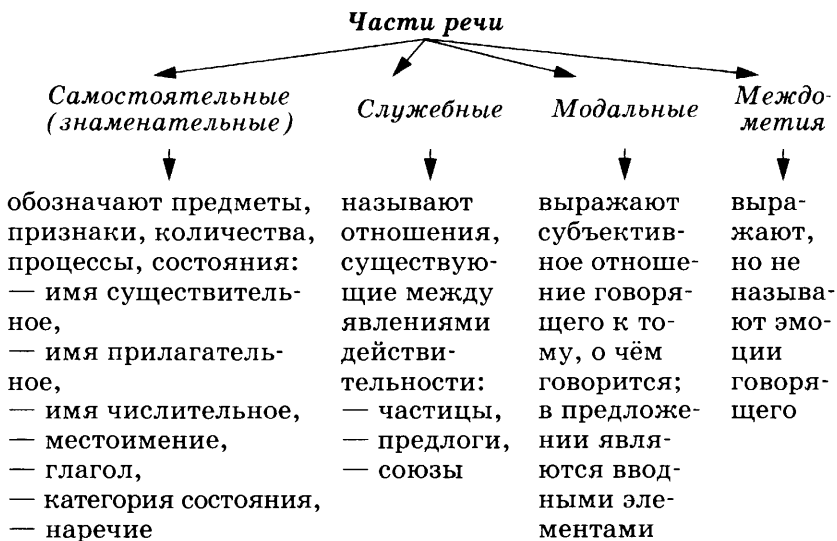 Части речи
Самостоятельные
(знаменательные)
Служебные
Модальные
Междо-
метия
обозначают предметы,
признаки, количества,
процессы, состояния:
— имя существитель-
ное,
— имя прилагатель-
ное,
— имя числительное,
— местоимение,
— глагол,
— категория состояния,
— наречие
называют
отношения,
существую-
щие между
явлениями
действи-
тельности:
— частицы,
— предлоги,
— союзы
выражают
субъектив-
ное отноше-
ние говоря-
щего к то-
му, о чём
говорится;
в предложе-
нии явля-
ются ввод-
ными эле-
ментами
выра-
жают,
но не
называ-
ют эмо-
ции
говоря-
щего